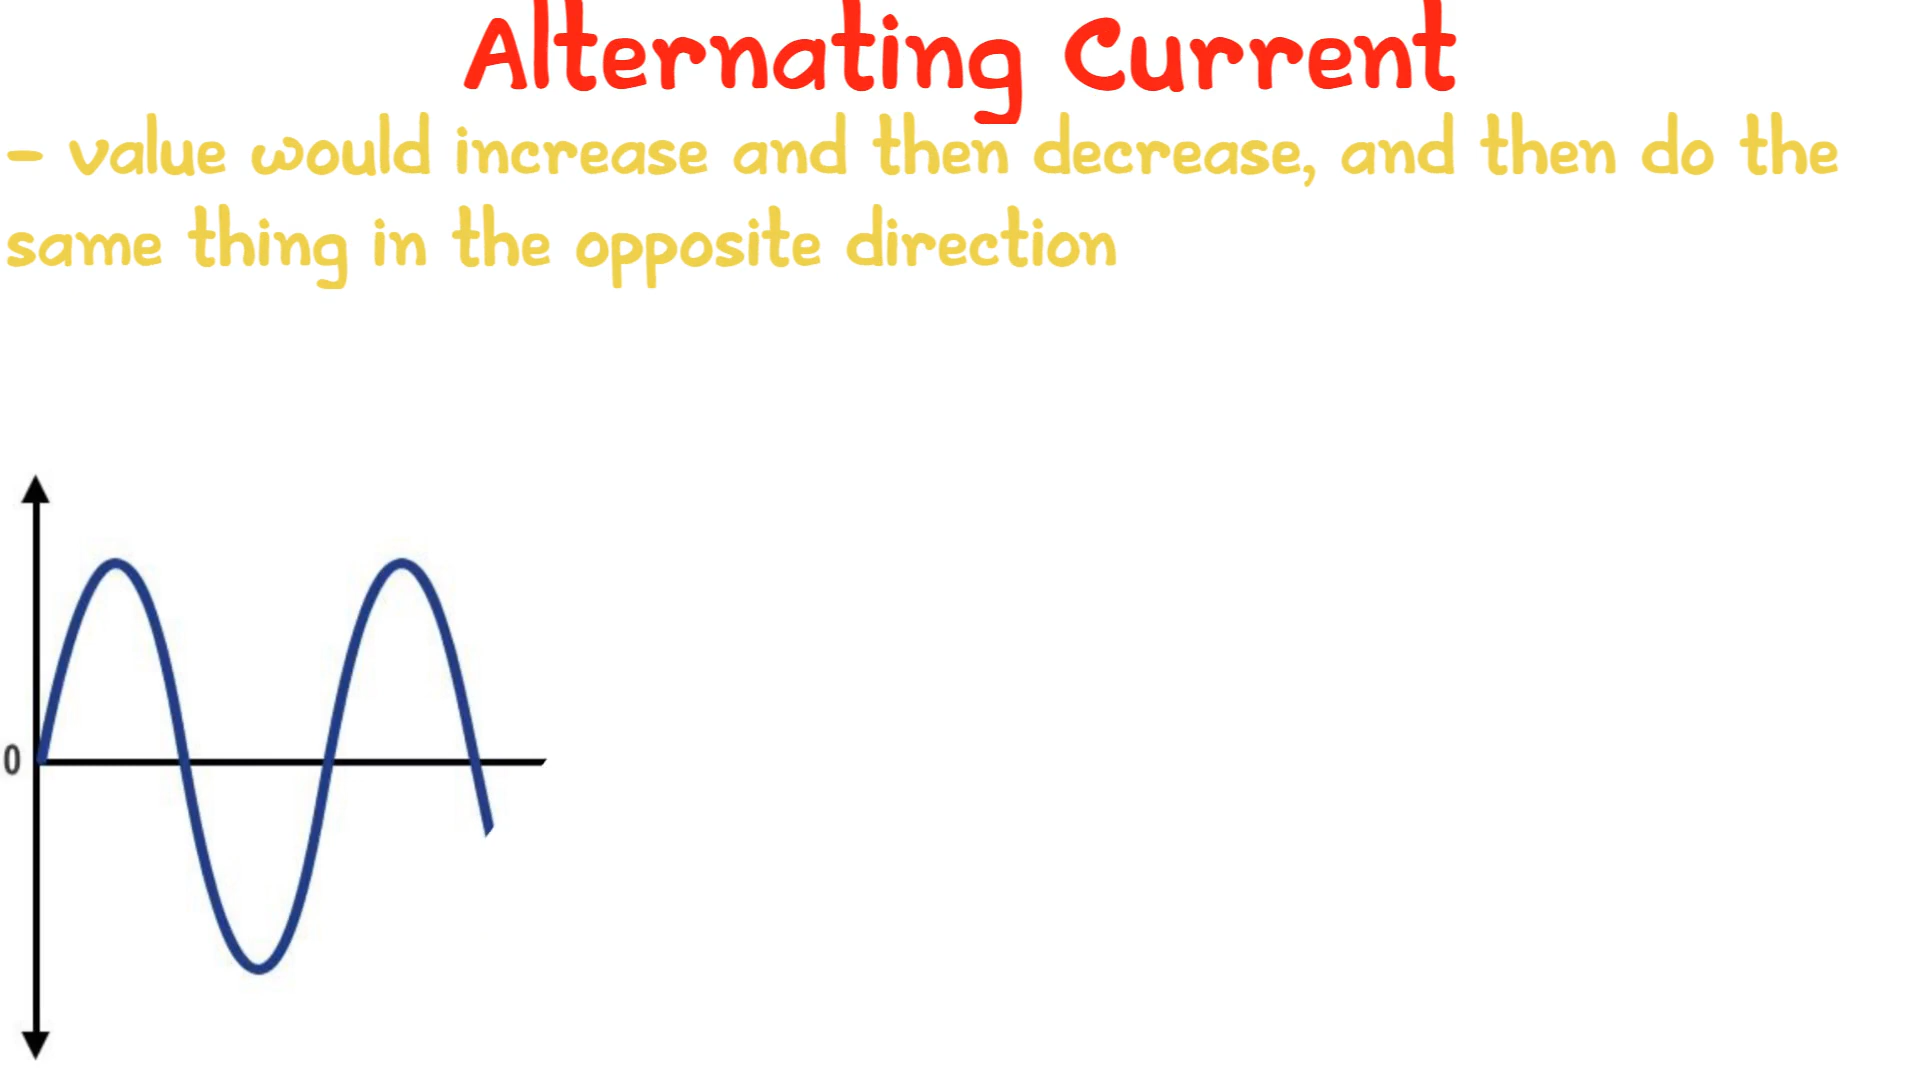 Alternating Current
- value would increase and then decrease, and then do the
same thing in the opposite direction
0